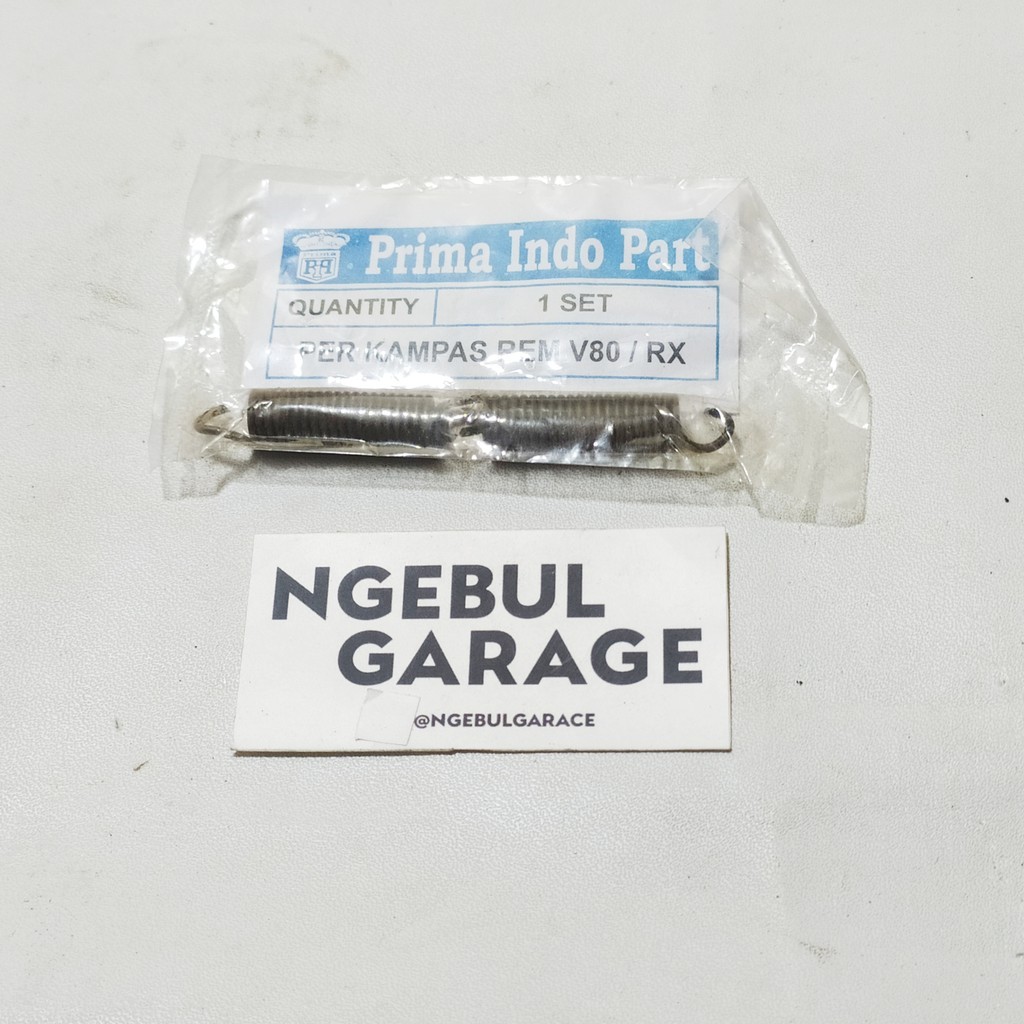 Prima Indo Part
QUANTITY 1 SET
PER KAMPAS REM V80 / RX
NGEBUL
GARAGE
@NGEBULGARACE